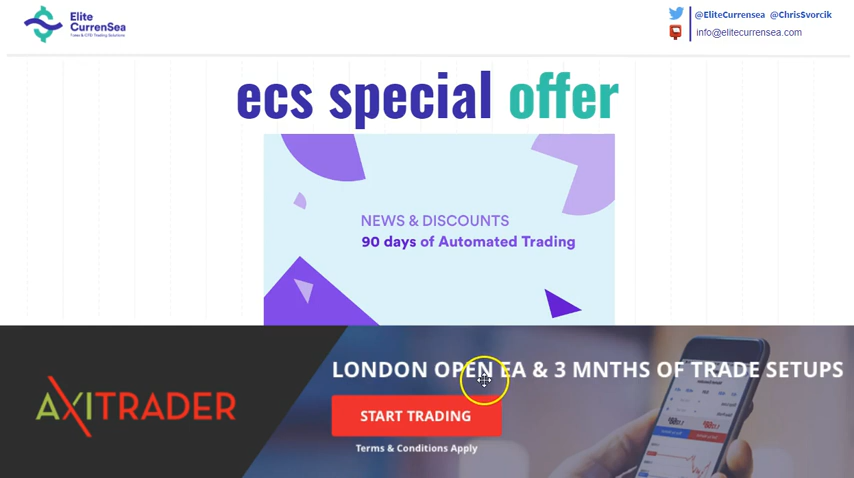 Elite
CurrenSea
Trade & CFD Trading Solutions
@EliteCurrensea @ChrisSvorcik
info@elitecurrensea.com
ecs special offer
NEWS & DISCOUNTS
90 days of Automated Trading
AXITRADER
LONDON OPEN EA & 3 MNTHS OF TRADE SETUPS
START TRADING
Terms & Conditions Apply